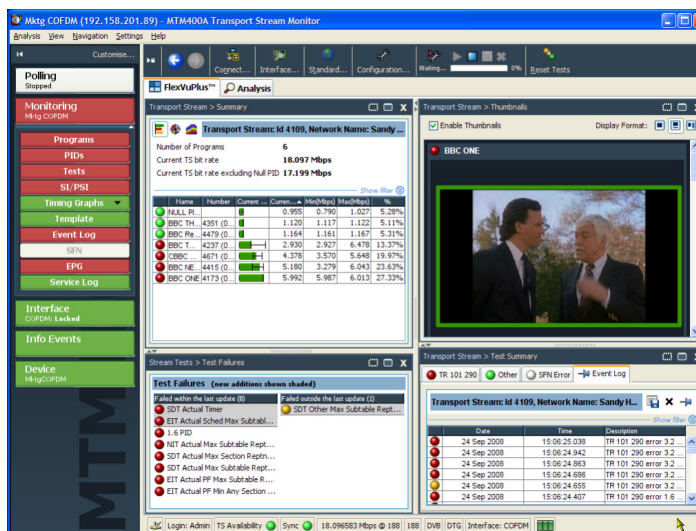 Mktg COFDM (192.158.201.89) - MTM400A Transport Stream Monitor
Analysis View Navigation Settings Help
Customise...
Polling
Stopped
Monitoring
Mktg COFDM
Programs
PIDs
Tests
SI/PSI
Timing Graphs
Template
Event Log
SFN
EPG
Service Log
Interface
COFDM: Locked
Info Events
Device
MktgCOFDM
MTM
Connect... Interface... Standard... Configuration... Waiting... 0% Reset Tests
FlexVuPlus™ Analysis
Transport Stream > Summary
Transport Stream: Id 4109, Network Name: Sandy ...
Number of Programs 6
Current TS bit rate 18.097 Mbps
Current TS bit rate excluding Null PID 17.199 Mbps
Show filter
Name Number Current ... Curren... Min(Mbps) Max(Mbps) %
NULL PI... 0.955 0.790 1.027 5.28%
BBC TH... 4351 (0... 1.120 1.117 1.122 5.11%
BBC Re... 4479 (0... 1.164 1.161 1.167 5.31%
BBC T... 4237 (0... 2.930 2.927 6.478 13.37%
CBBC ... 4671 (0... 4.378 3.570 5.648 19.97%
BBC NE... 4415 (0... 5.180 3.279 6.043 23.63%
BBC ONE 4173 (0... 5.992 5.987 6.013 27.33%
Transport Stream > Thumbnails
Enable Thumbnails Display Format:
BBC ONE
Stream Tests > Test Failures
Test Failures (new additions shown shaded)
Failed within the last update (8) Failed outside the last update (1)
SDT Actual Timer SDT Other Max Subtable Rept...
EIT Actual Sched Max Subtabl...
1.6 PID
NIT Actual Max Subtable Rept...
SDT Actual Max Section Reptn...
SDT Actual Max Subtable Rept...
EIT Actual PF Max Subtable R...
EIT Actual PF Min Any Section ...
Transport Stream > Test Summary
TR 101 290 Other SFN Error Event Log
Transport Stream: Id 4109, Network Name: Sandy H...
Show filter
Date Time Description
24 Sep 2008 15:06:25.038 TR 101 290 error 3.2 ...
24 Sep 2008 15:06:24.942 TR 101 290 error 3.2 ...
24 Sep 2008 15:06:24.863 TR 101 290 error 3.2 ...
24 Sep 2008 15:06:24.686 TR 101 290 error 3.2 ...
24 Sep 2008 15:06:24.655 TR 101 290 error 3.2 ...
24 Sep 2008 15:06:24.407 TR 101 290 error 1.6 ...
Login: Admin TS Availability Sync 18.096583 Mbps @ 188 188 DVB DTG Interface: COFDM